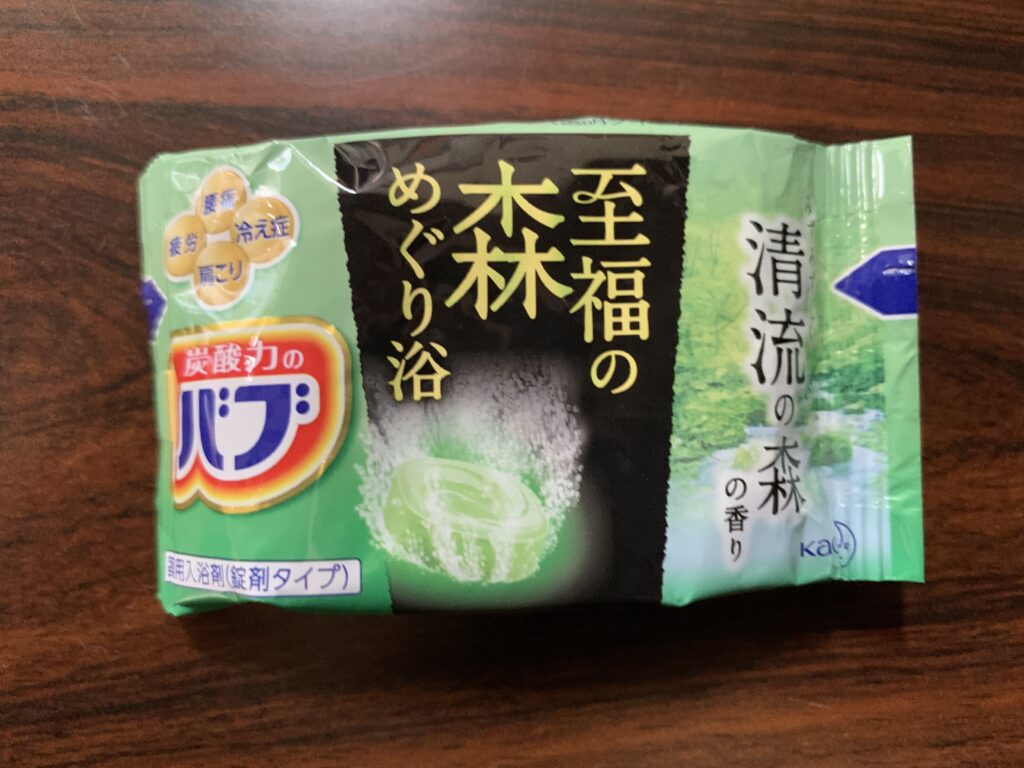 腰痛
疲労
冷え症
肩こり
炭酸力の
バブ
薬用入浴剤(錠剤タイプ)
至福の
森
めぐり浴
清流の森
の香り
Kao